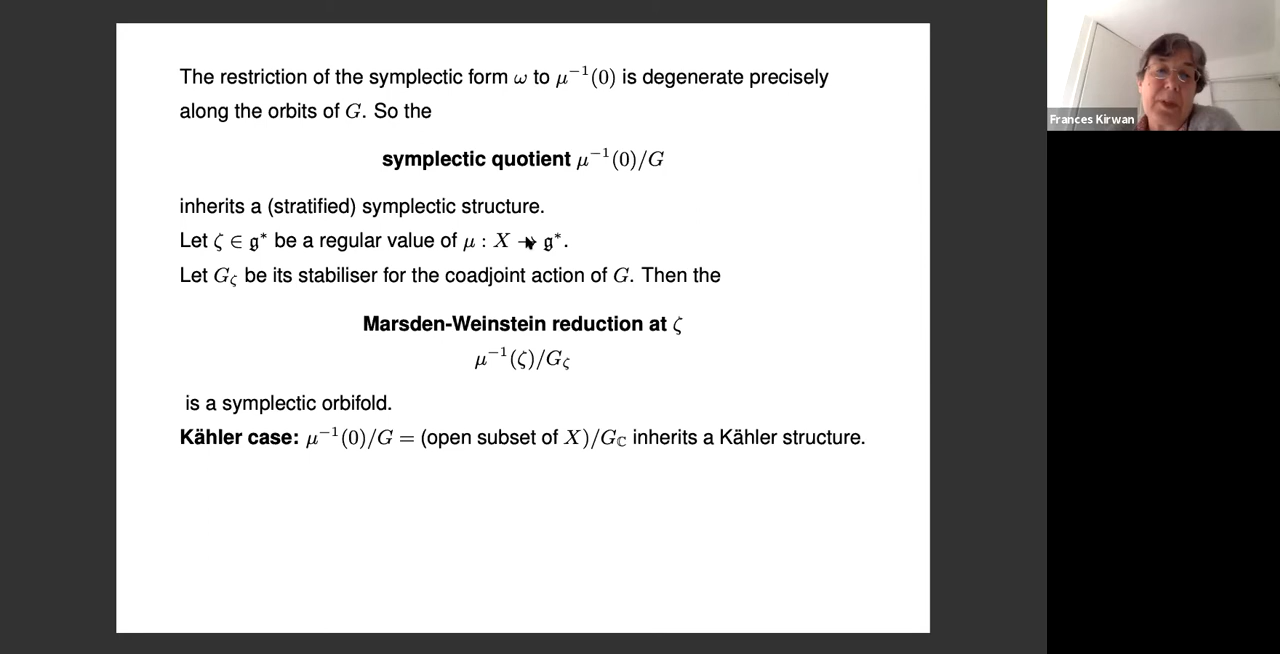 The restriction of the symplectic form ω to μ⁻¹(0) is degenerate precisely
along the orbits of G. So the
symplectic quotient μ⁻¹(0)/G
inherits a (stratified) symplectic structure.
Let ζ ∈ 𝔤* be a regular value of μ : X → 𝔤*.
Let G_ζ be its stabiliser for the coadjoint action of G. Then the
Marsden-Weinstein reduction at ζ
μ⁻¹(ζ)/G_ζ
is a symplectic orbifold.
Kähler case: μ⁻¹(0)/G = (open subset of X)/G_ℂ inherits a Kähler structure.
Frances Kirwan